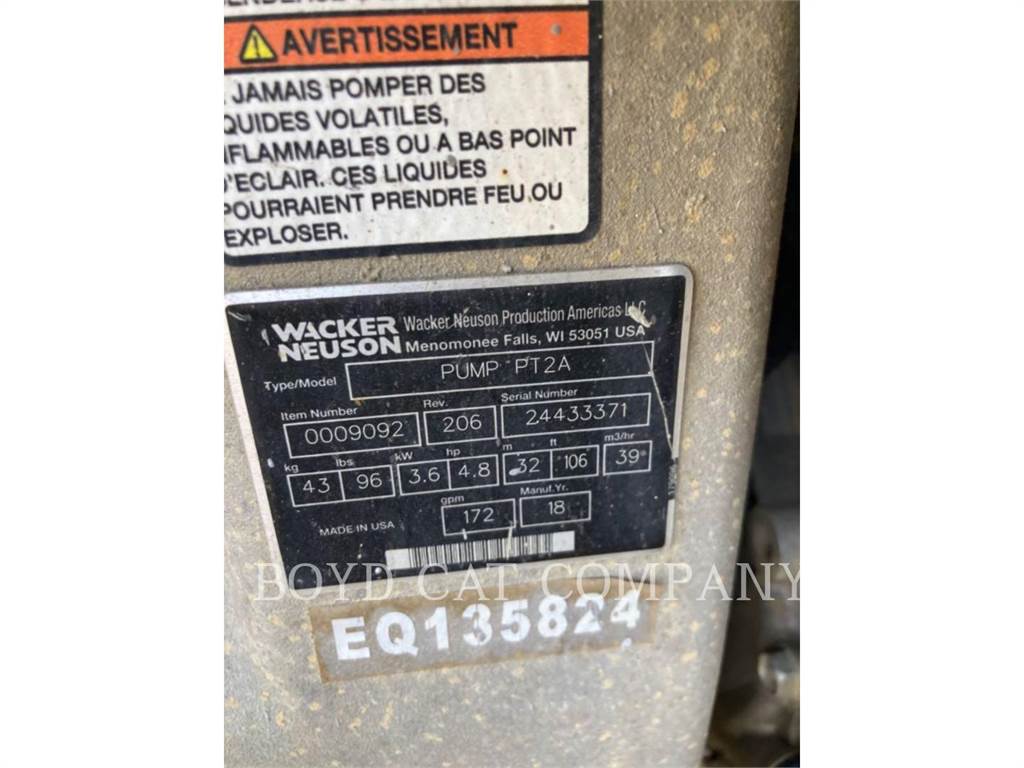 AVERTISSEMENT
JAMAIS POMPER DES
QUIDES VOLATILES,
NFLAMMABLES OU A BAS POINT
D'ECLAIR. CES LIQUIDES
POURRAIENT PRENDRE FEU OU
EXPLOSER.
WACKER NEUSON
Wacker Neuson Production Americas LLC
Menomonee Falls, WI 53051 USA
Type/Model PUMP PT2A
Item Number Rev. Serial Number
0009092 206 24433371
kg lbs kW hp m ft m3/hr
43 96 3.6 4.8 32 106 39
gpm Manuf.Yr.
MADE IN USA 172 18
BOYD CAT COMPANY
EQ135824